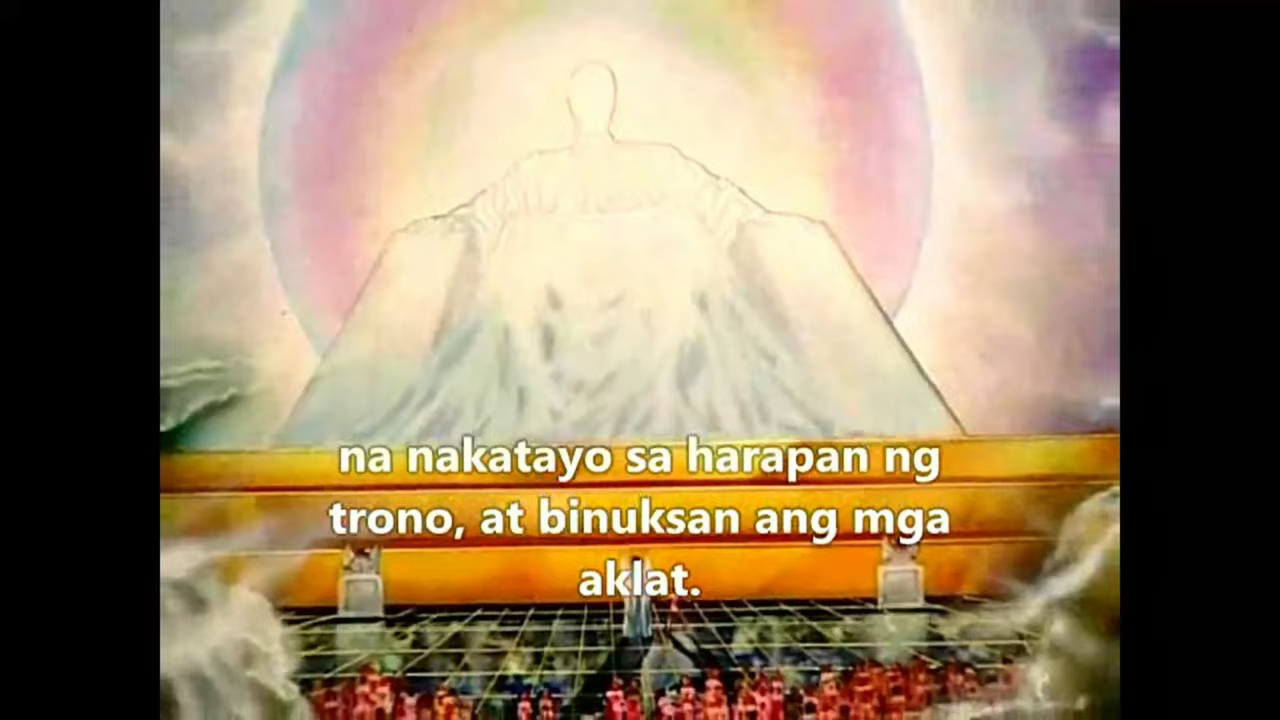 na nakatayo sa harapan ng
trono, at binuksan ang mga
aklat.